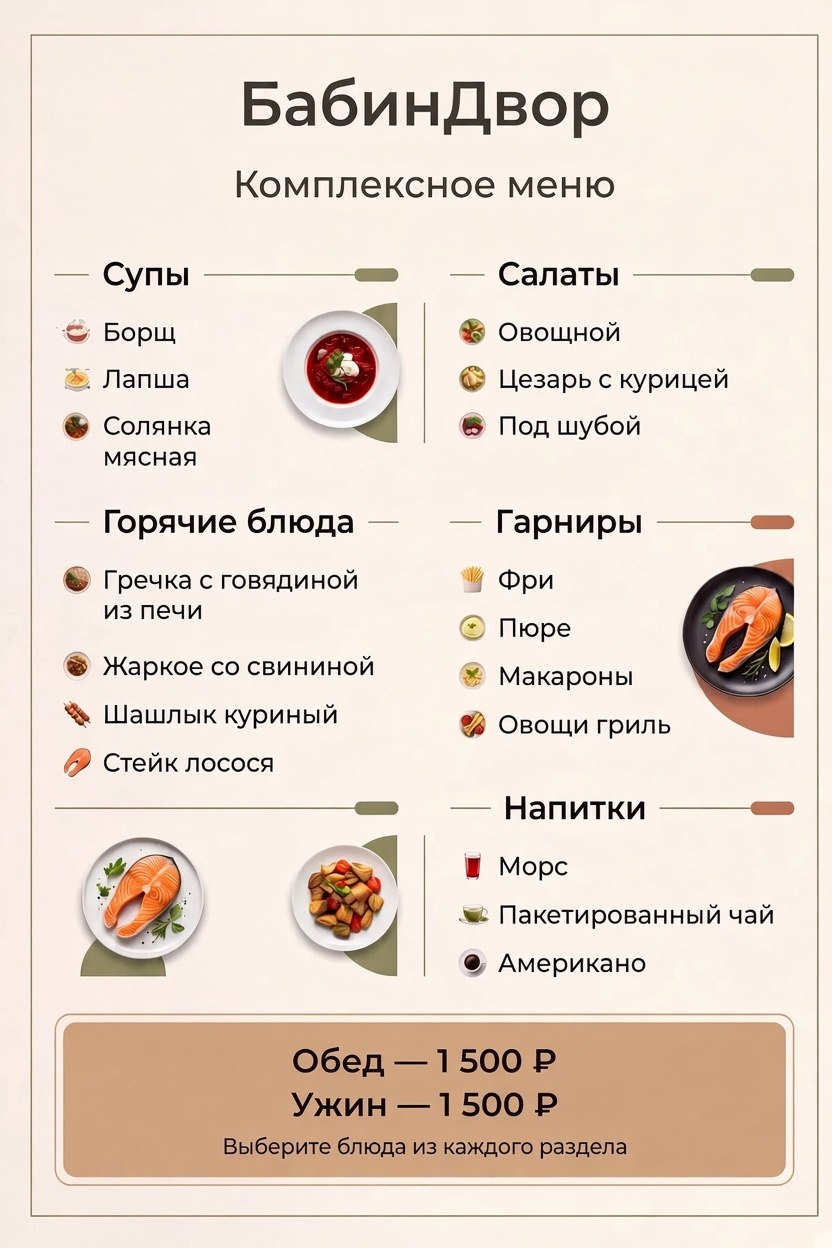 БабинДвор
Комплексное меню
Супы
Борщ
Лапша
Солянка
мясная
Салаты
Овощной
Цезарь с курицей
Под шубой
Горячие блюда
Гречка с говядиной
из печи
Жаркое со свининой
Шашлык куриный
Стейк лосося
Гарниры
Фри
Пюре
Макароны
Овощи гриль
Напитки
Морс
Пакетированный чай
Американо
Обед — 1 500 ₽
Ужин — 1 500 ₽
Выберите блюда из каждого раздела